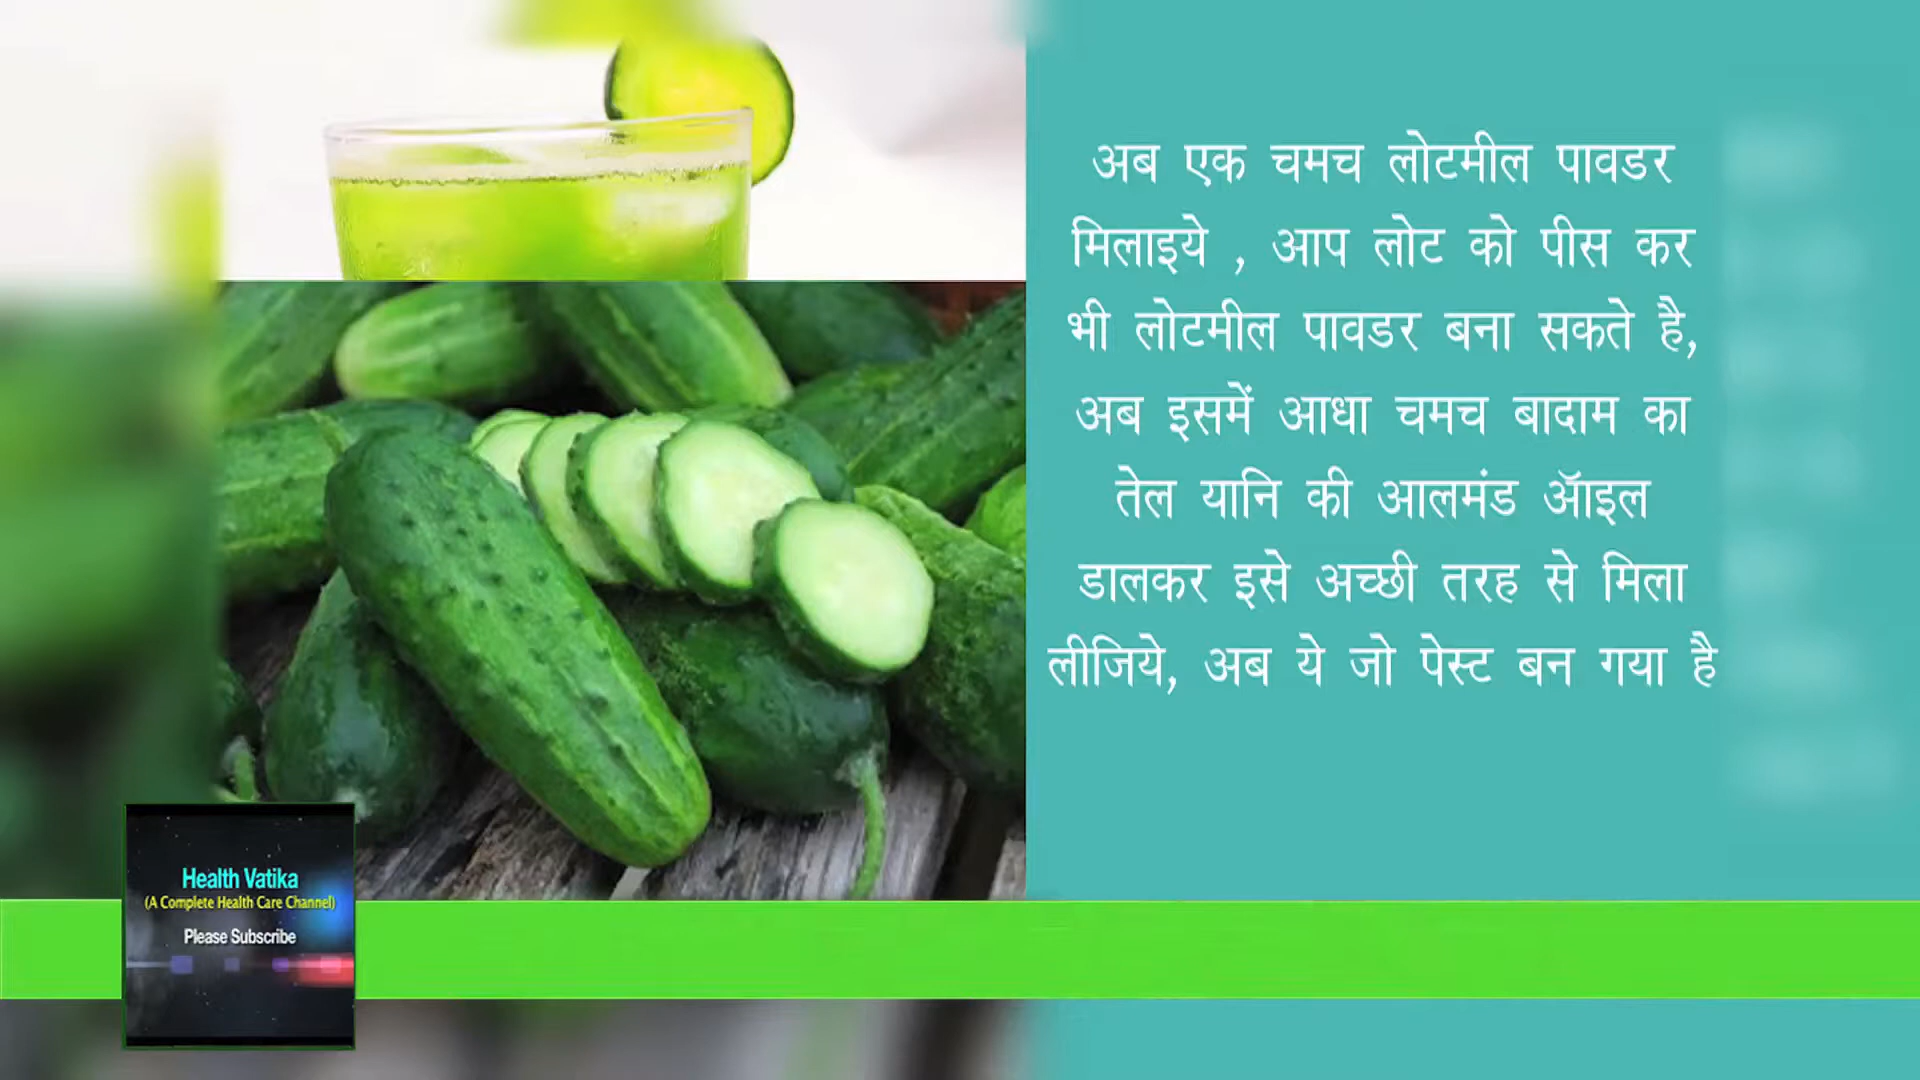 अब एक चमच लोटमील पावडर
मिलाइये , आप लोट को पीस कर
भी लोटमील पावडर बना सकते है,
अब इसमें आधा चमच बादाम का
तेल यानि की आलमंड ऑइल
डालकर इसे अच्छी तरह से मिला
लीजिये, अब ये जो पेस्ट बन गया है
Health Vatika
(A Complete Health Care Channel)
Please Subscribe